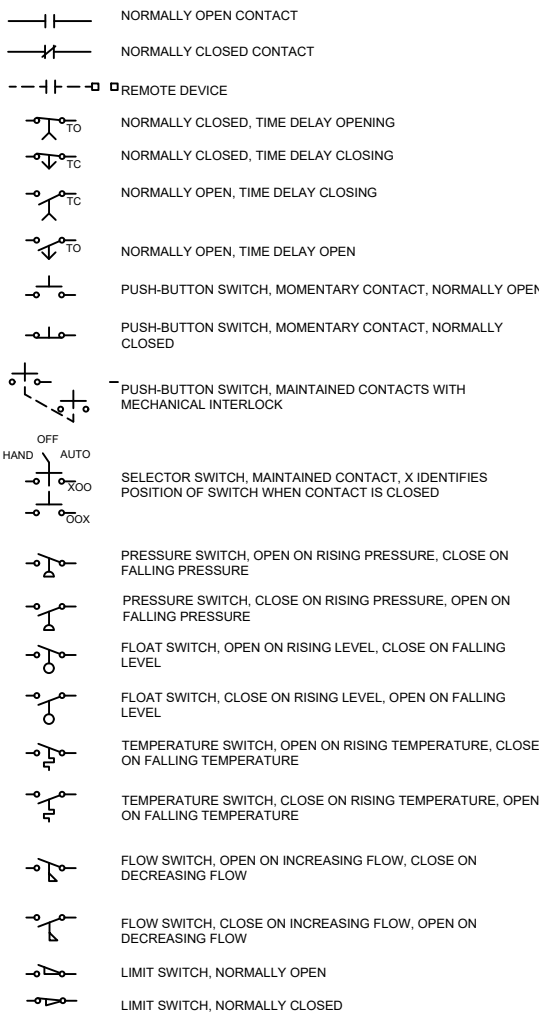 NORMALLY OPEN CONTACT
NORMALLY CLOSED CONTACT
REMOTE DEVICE
TO
NORMALLY CLOSED, TIME DELAY OPENING
TC
NORMALLY CLOSED, TIME DELAY CLOSING
TC
NORMALLY OPEN, TIME DELAY CLOSING
TO
NORMALLY OPEN, TIME DELAY OPEN
PUSH-BUTTON SWITCH, MOMENTARY CONTACT, NORMALLY OPEN
PUSH-BUTTON SWITCH, MOMENTARY CONTACT, NORMALLY
CLOSED
PUSH-BUTTON SWITCH, MAINTAINED CONTACTS WITH
MECHANICAL INTERLOCK
OFF
HAND AUTO
XOO
OOX
SELECTOR SWITCH, MAINTAINED CONTACT, X IDENTIFIES
POSITION OF SWITCH WHEN CONTACT IS CLOSED
PRESSURE SWITCH, OPEN ON RISING PRESSURE, CLOSE ON
FALLING PRESSURE
PRESSURE SWITCH, CLOSE ON RISING PRESSURE, OPEN ON
FALLING PRESSURE
FLOAT SWITCH, OPEN ON RISING LEVEL, CLOSE ON FALLING
LEVEL
FLOAT SWITCH, CLOSE ON RISING LEVEL, OPEN ON FALLING
LEVEL
TEMPERATURE SWITCH, OPEN ON RISING TEMPERATURE, CLOSE
ON FALLING TEMPERATURE
TEMPERATURE SWITCH, CLOSE ON RISING TEMPERATURE, OPEN
ON FALLING TEMPERATURE
FLOW SWITCH, OPEN ON INCREASING FLOW, CLOSE ON
DECREASING FLOW
FLOW SWITCH, CLOSE ON INCREASING FLOW, OPEN ON
DECREASING FLOW
LIMIT SWITCH, NORMALLY OPEN
LIMIT SWITCH, NORMALLY CLOSED